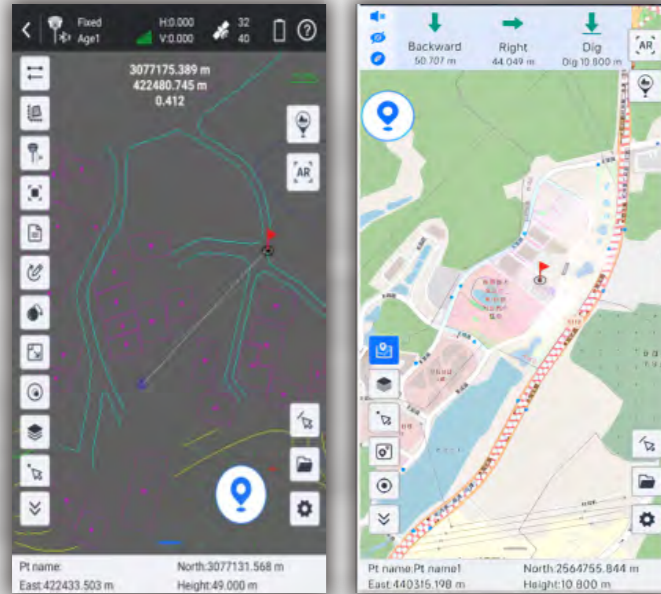 Fixed
Age1
H:0.000
V:0.000
32
40
3077175.389 m
422480.745 m
0.412
AR
Pt name:
North:3077131.568 m
East:422433.503 m
Height:49.000 m
Backward
50.707 m
Right
44.049 m
Dig
Dig 10.800 m
AR
Pt name:Pt name1
North:2564755.844 m
East:440315.198 m
Height:10.800 m